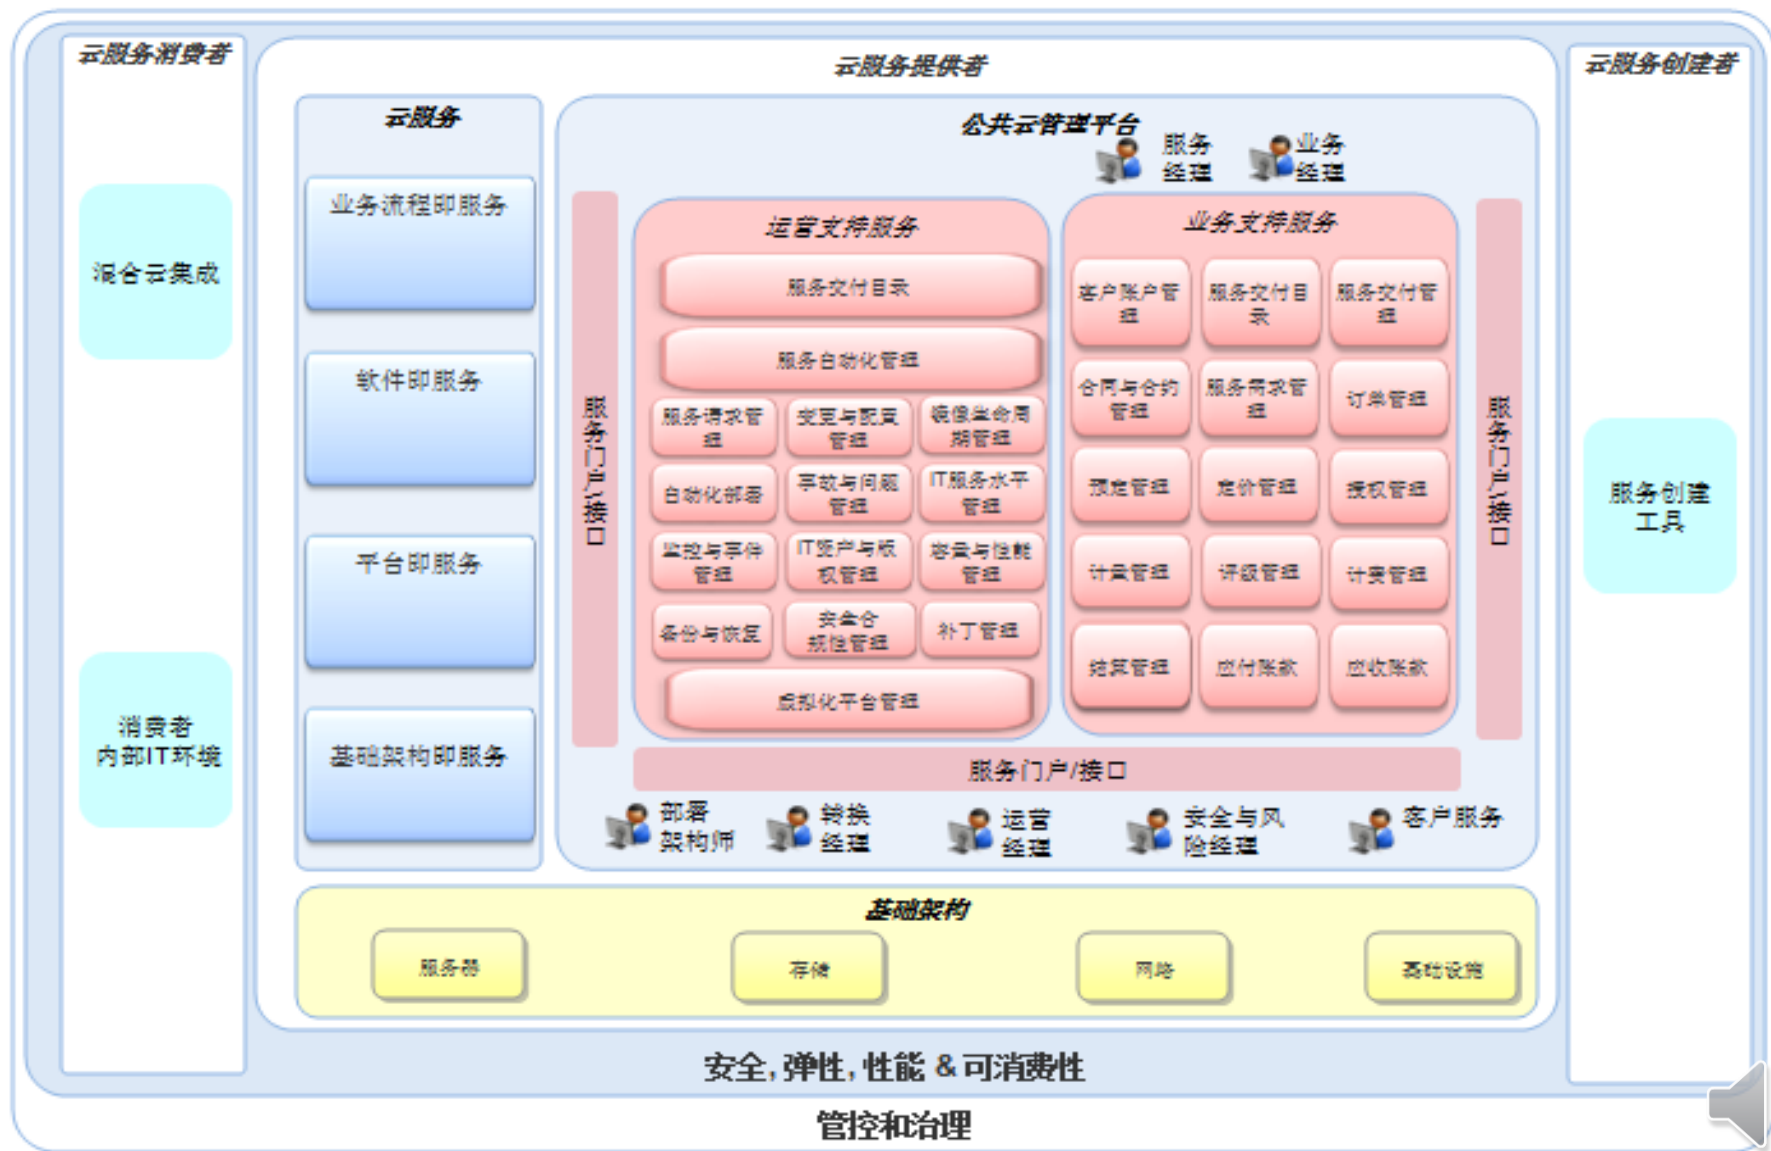 云服务消费者
混合云集成
消费者
内部IT环境
云服务提供者
云服务
业务流程即服务
软件即服务
平台即服务
基础架构即服务
公共云管理平台
服务
经理
业务
经理
服务门户/接口
运营支持服务
服务交付目录
服务自动化管理
服务请求管
理
变更与配置
管理
镜像生命周
期管理
自动化部署
事故与问题
管理
IT服务水平
管理
监控与事件
管理
IT资产与版
权管理
容量与性能
管理
备份与恢复
安全合
规性管理
补丁管理
虚拟化平台管理
业务支持服务
客户账户管
理
服务交付目
录
服务交付管
理
合同与合约
管理
服务需求管
理
订单管理
预定管理
定价管理
授权管理
计量管理
评级管理
计费管理
结算管理
应付账款
应收账款
服务门户/接口
服务门户/接口
部署
架构师
转换
经理
运营
经理
安全与风
险经理
客户服务
基础架构
服务器
存储
网络
基础设施
云服务创建者
服务创建
工具
安全, 弹性, 性能 & 可消费性
管控和治理